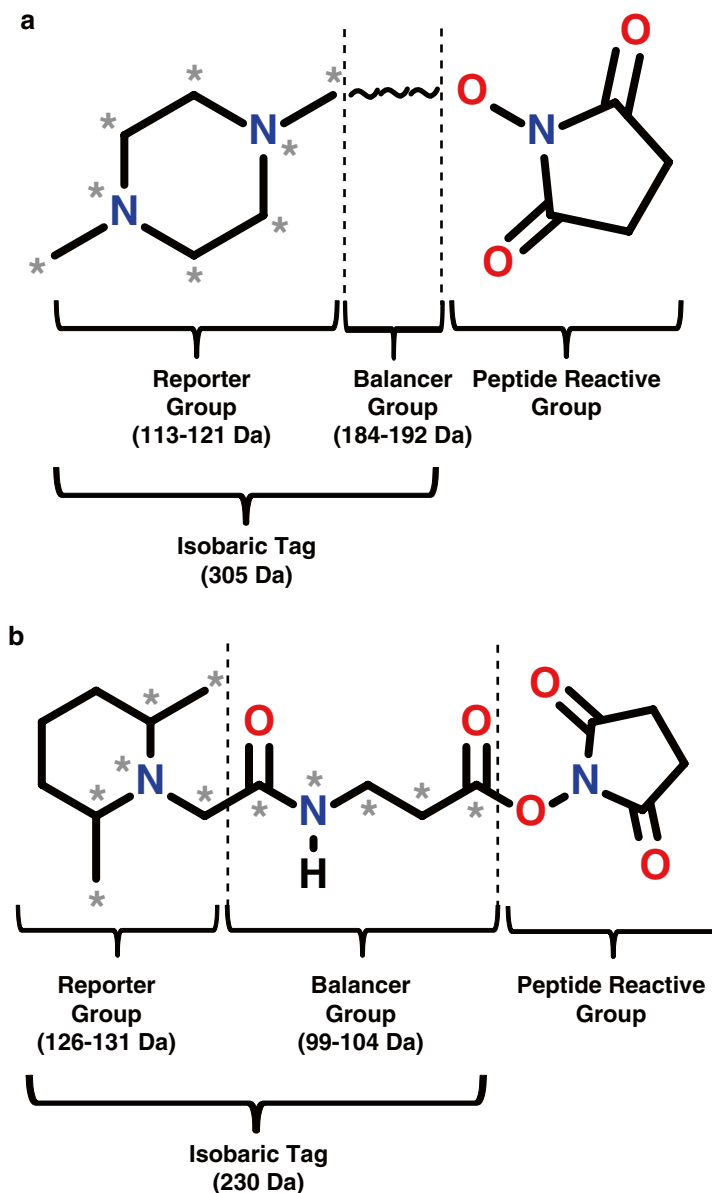 a
* * *
O
O
N
N
O
* * * * *
Reporter Group (113-121 Da)
Balancer Group (184-192 Da)
Peptide Reactive Group
Isobaric Tag
(305 Da)
b
* *
O
O
O
* N
* N
N
* * * * * *
O
H
O
*
Reporter Group (126-131 Da)
Balancer Group (99-104 Da)
Peptide Reactive Group
Isobaric Tag
(230 Da)